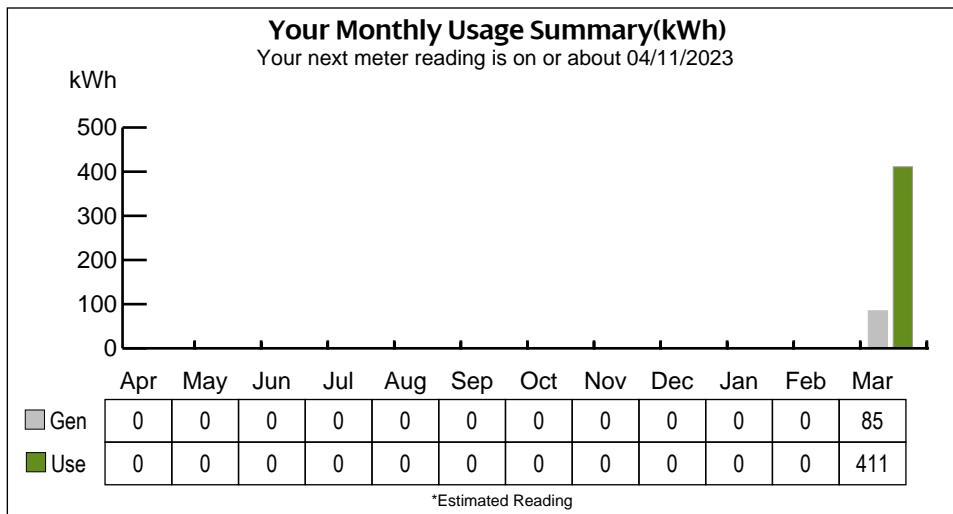 Your Monthly Usage Summary(kWh)
Your next meter reading is on or about 04/11/2023
kWh
500
400
300
200
100
0
Apr May Jun Jul Aug Sep Oct Nov Dec Jan Feb Mar
Gen 0 0 0 0 0 0 0 0 0 0 0 85
Use 0 0 0 0 0 0 0 0 0 0 0 411
*Estimated Reading